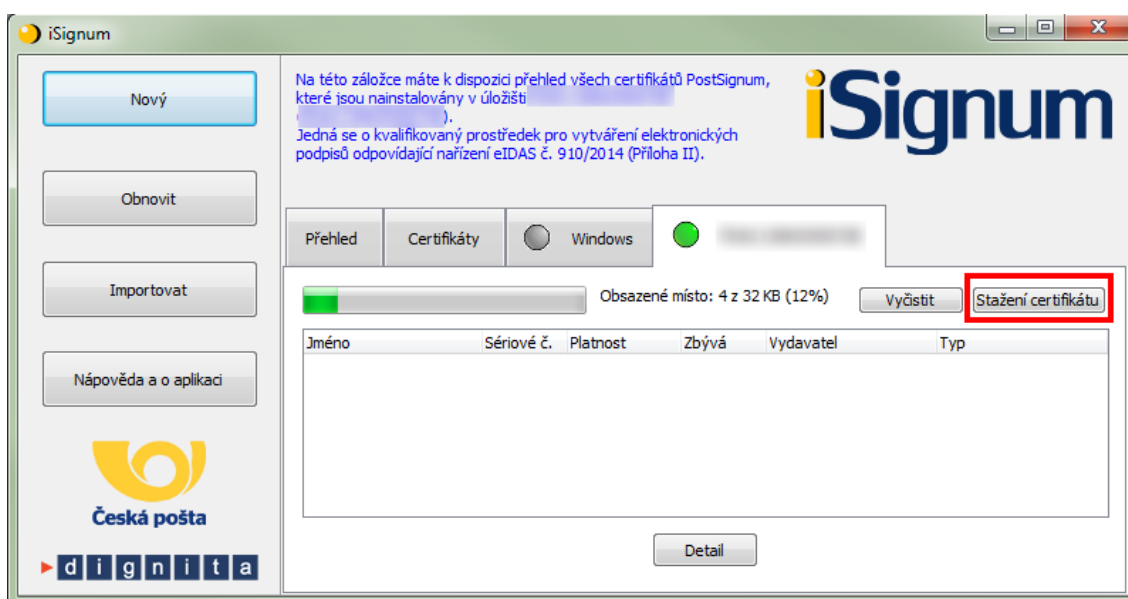 iSignum
Nový
Obnovit
Importovat
Nápověda a o aplikaci
Česká pošta
dignita
Na této záložce máte k dispozici přehled všech certifikátů PostSignum,
které jsou nainstalovány v úložišti
).
Jedná se o kvalifikovaný prostředek pro vytváření elektronických
podpisů odpovídající nařízení eIDAS č. 910/2014 (Příloha II).
iSignum
Přehled Certifikáty Windows
Obsazené místo: 4 z 32 KB (12%) Vyčistit Stažení certifikátu
Jméno Sériové č. Platnost Zbývá Vydavatel Typ
Detail